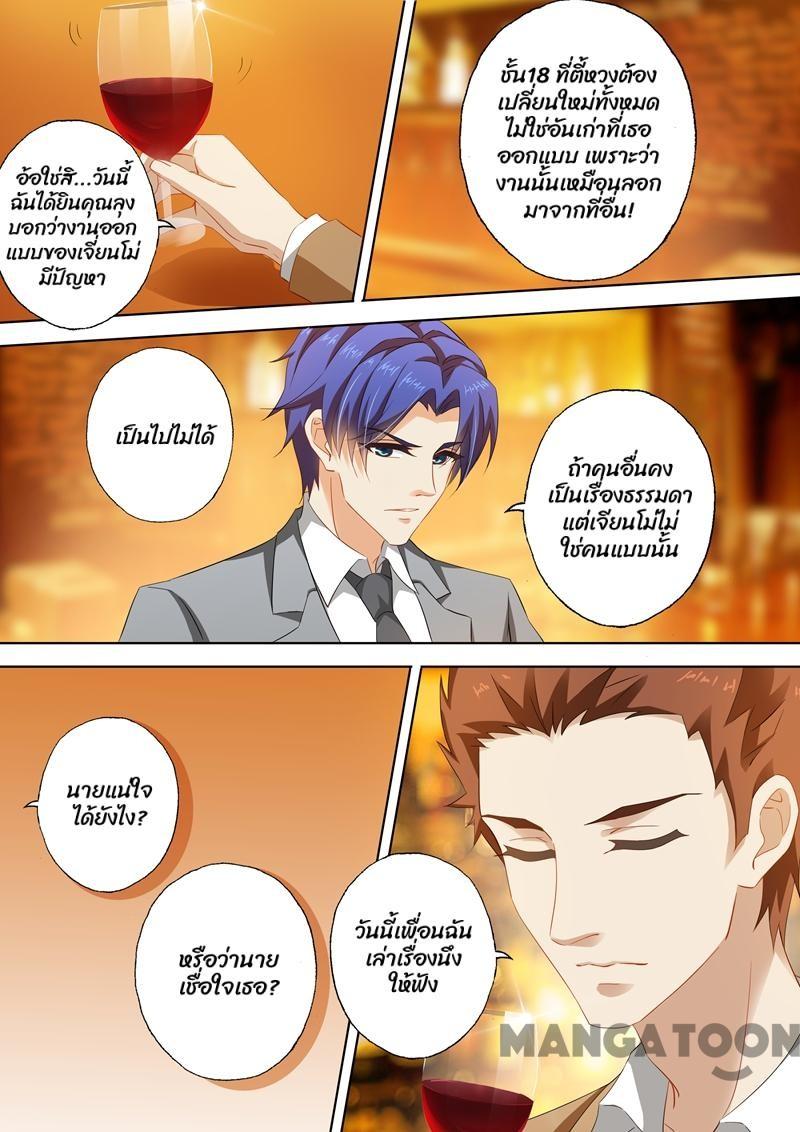 อ้อใช่สิ...วันนี้
ฉันได้ยินคุณลุง
บอกว่างานออก
แบบของเจียนโม่
มีปัญหา
ชั้น18 ที่ตี้หวงต้อง
เปลี่ยนใหม่ทั้งหมด
ไม่ใช่อันเก่าที่เธอ
ออกแบบ เพราะว่า
งานนั้นเหมือนลอก
มาจากที่อื่น!
เป็นไปไม่ได้
ถ้าคนอื่นคง
เป็นเรื่องธรรมดา
แต่เจียนโม่ไม่
ใช่คนแบบนั้น
นายแน่ใจ
ได้ยังไง?
หรือว่านาย
เชื่อใจเธอ?
วันนี้เพื่อนฉัน
เล่าเรื่องนึง
ให้ฟัง
MANGATOON